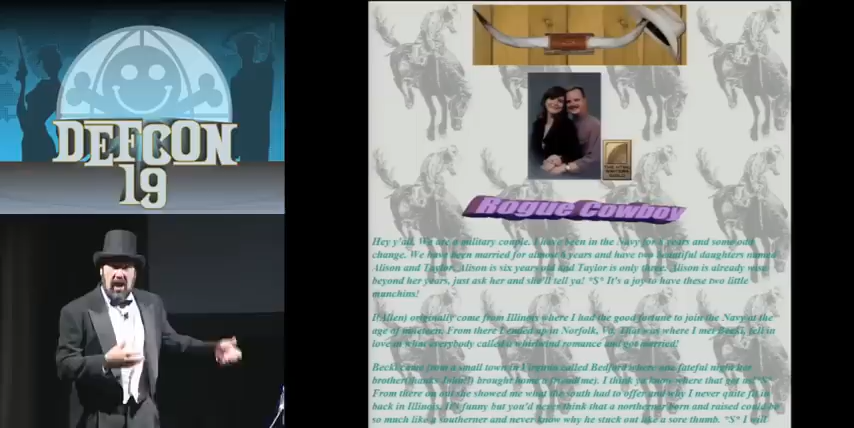 DEFCON
19
THE HTML
WRITERS
GUILD
Rogue Cowboy
Hey y'all. We are a military couple. I have been in the Navy for 8 years and some odd
change. We have been married for almost 8 years and have two beautiful daughters named
Alison and Taylor. Alison is six years old and Taylor is only three. Alison is already wise
beyond her years, just ask her and she'll tell ya! *S* It's a joy to have these two little
munchins!
I(Allen) originally come from Illinois where I had the good fortune to join the Navy at the
age of nineteen. From there I ended up in Norfolk, Va. That was where I met Becki, fell in
love in what everybody called a whirlwind romance and got married!
Becki came from a small town in Virginia called Bedford where one fateful night her
brother(thanks John!) brought home a friend(me). I think ya know where that got us! *S*
From there on out she showed me what the south had to offer and why I never quite fit in
back in Illinois. It's funny but you'd never think that a northerner born and raised could be
so much like a southerner and never know why he stuck out like a sore thumb. *S* I will